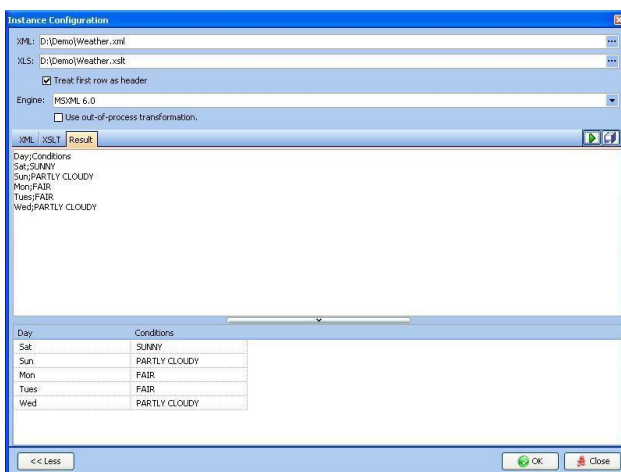 Instance Configuration
XML: D:\Demo\Weather.xml
XLS: D:\Demo\Weather.xslt
Treat first row as header
Engine: MSXML 6.0
Use out-of-process transformation.
XML XSLT Result
Day;Conditions
Sat;SUNNY
Sun;PARTLY CLOUDY
Mon;FAIR
Tues;FAIR
Wed;PARTLY CLOUDY
Day Conditions
Sat SUNNY
Sun PARTLY CLOUDY
Mon FAIR
Tues FAIR
Wed PARTLY CLOUDY
<< Less OK Close